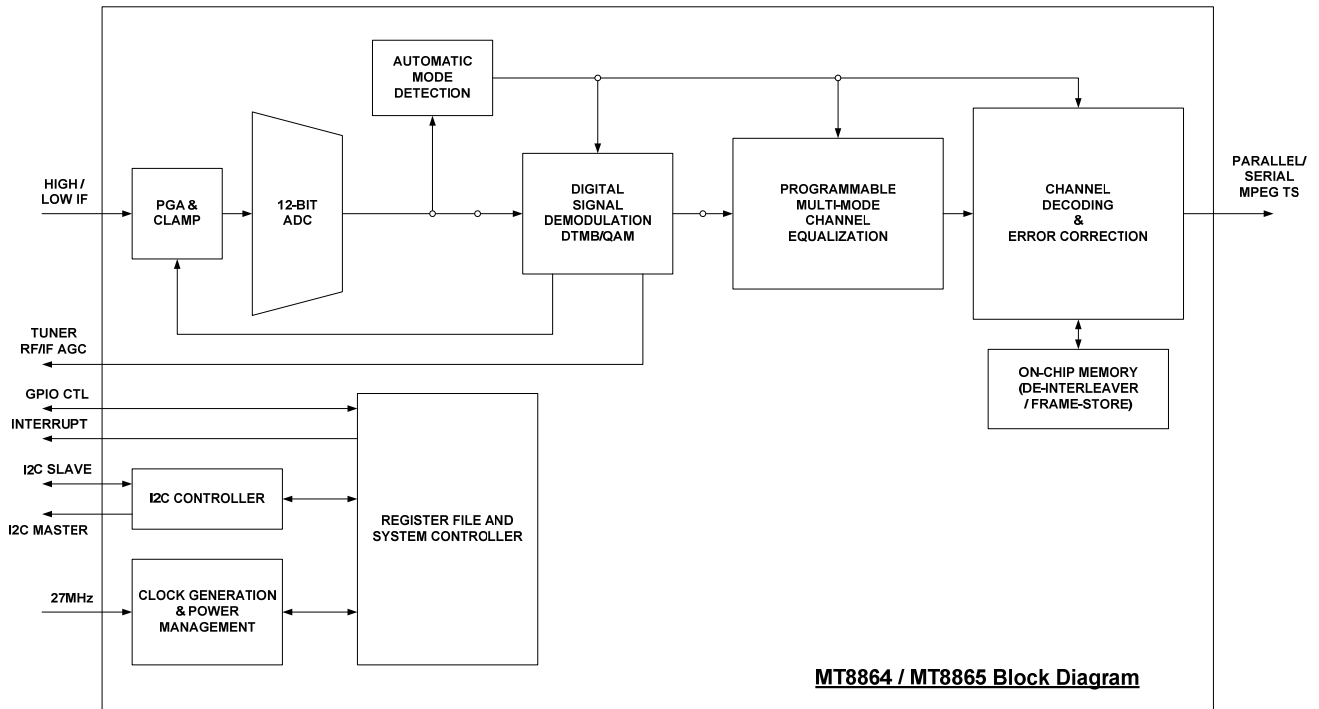 AUTOMATIC
MODE
DETECTION
HIGH /
LOW IF
PGA &
CLAMP
12-BIT
ADC
DIGITAL
SIGNAL
DEMODULATION
DTMB/QAM
PROGRAMMABLE
MULTI-MODE
CHANNEL
EQUALIZATION
CHANNEL
DECODING
&
ERROR CORRECTION
PARALLEL/
SERIAL
MPEG TS
TUNER
RF/IF AGC
ON-CHIP MEMORY
(DE-INTERLEAVER
/ FRAME-STORE)
GPIO CTL
INTERRUPT
I2C SLAVE
I2C CONTROLLER
I2C MASTER
REGISTER FILE AND
SYSTEM CONTROLLER
27MHz
CLOCK GENERATION
& POWER
MANAGEMENT
MT8864 / MT8865 Block Diagram